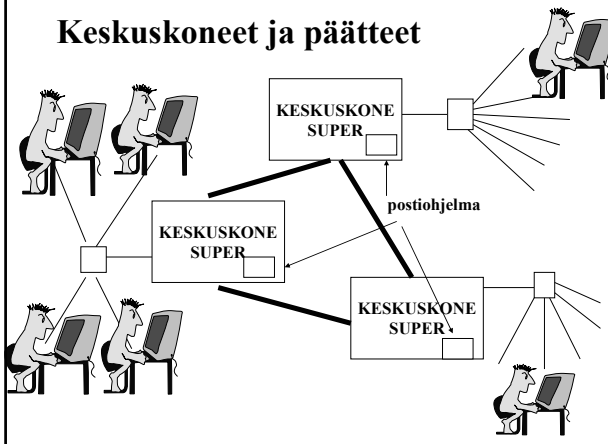 Keskuskoneet ja päätteet
KESKUSKONE
SUPER
postiohjelma
KESKUSKONE
SUPER
KESKUSKONE
SUPER